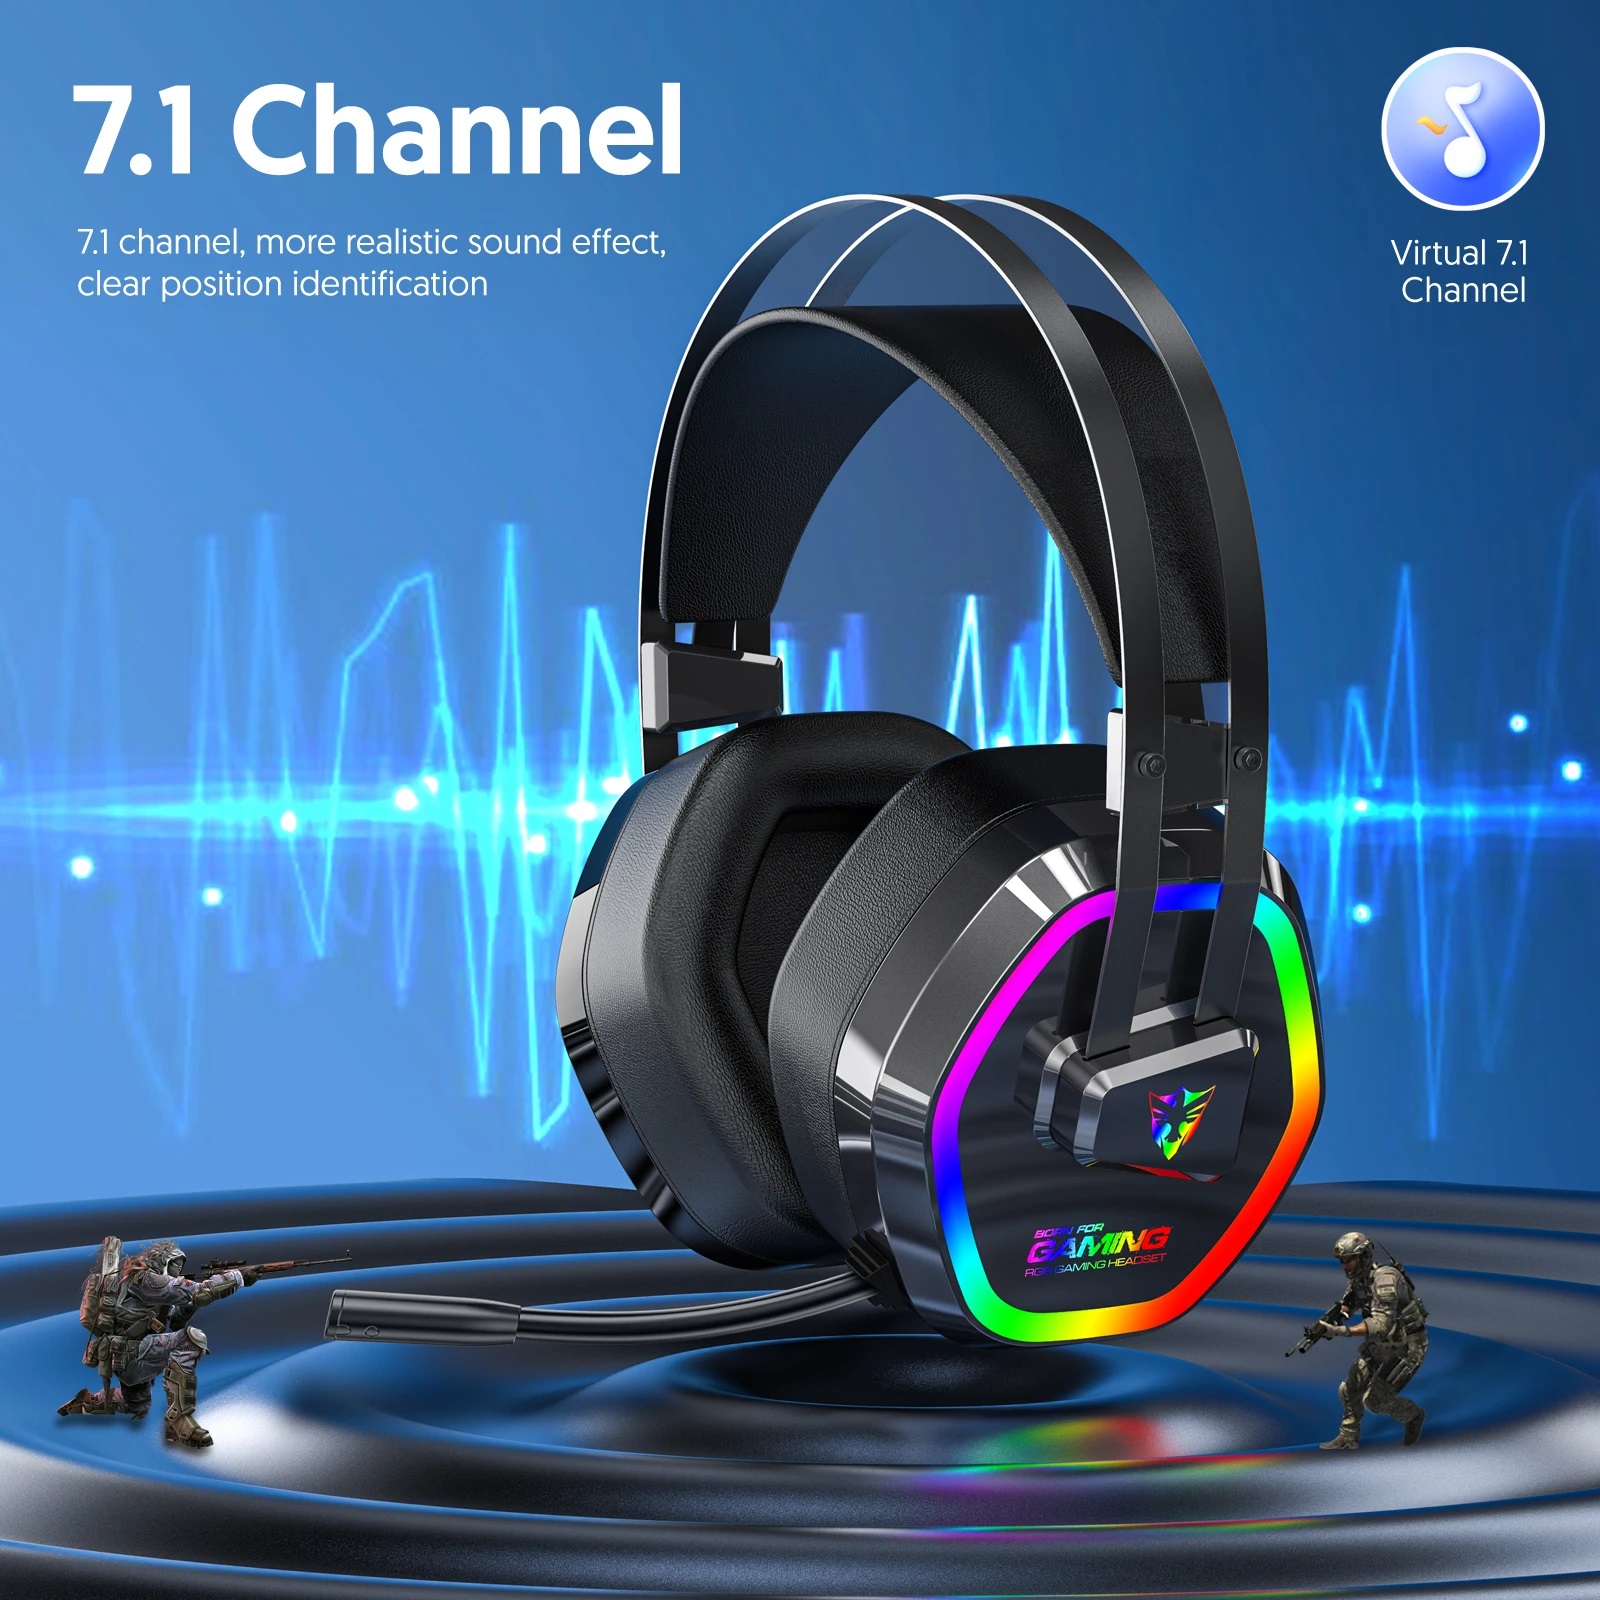 7.1 Channel
7.1 channel, more realistic sound effect,
clear position identification
Virtual 7.1
Channel
BORN FOR
GAMING
RGB GAMING HEADSET